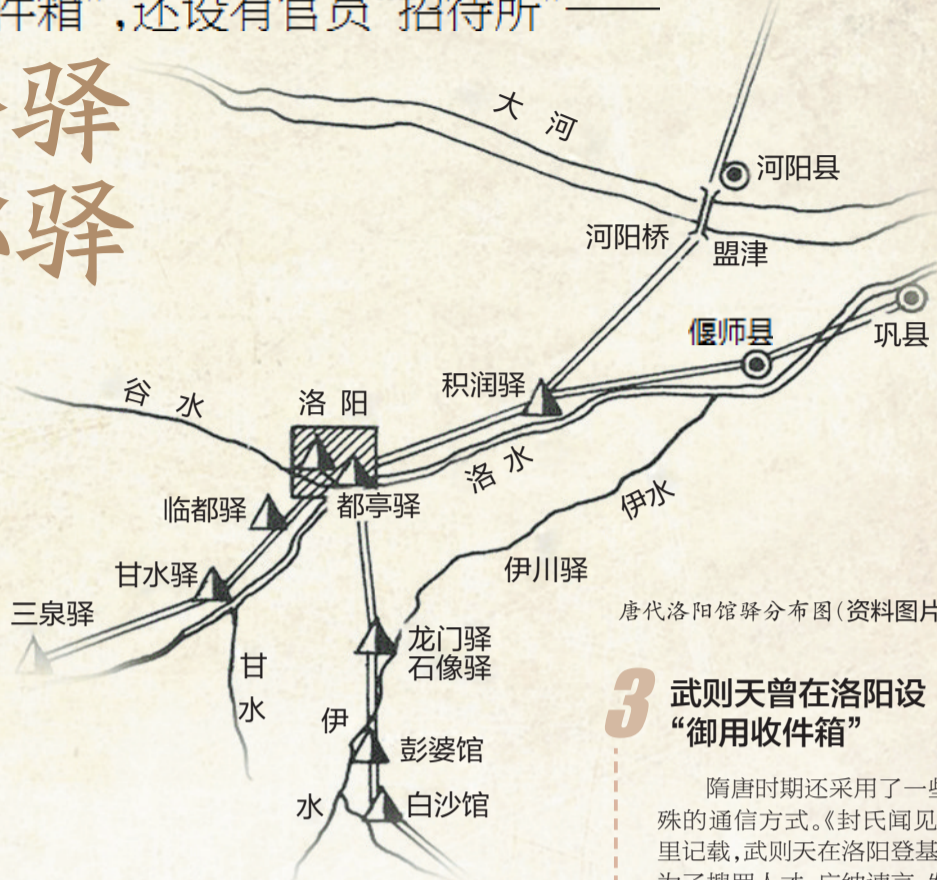 件箱”,还设有官员“招待所”——
驿
驿
大河
河阳县
河阳桥
盟津
偃师县
巩县
积润驿
谷水
洛阳
洛水
临都驿
都亭驿
伊水
甘水驿
伊川驿
三泉驿
龙门驿
石像驿
甘水
伊水
彭婆馆
白沙馆
唐代洛阳馆驿分布图(资料图片
3 武则天曾在洛阳设
“御用收件箱”
隋唐时期还采用了一些
殊的通信方式。《封氏闻见
里记载,武则天在洛阳登基